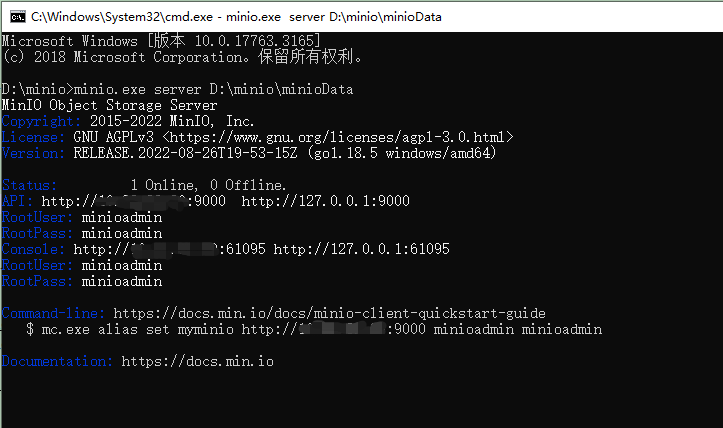 C:\Windows\System32\cmd.exe - minio.exe  server D:\minio\minioData
Microsoft Windows [版本 10.0.17763.3165]
(c) 2018 Microsoft Corporation。保留所有权利。
D:\minio>minio.exe server D:\minio\minioData
MinIO Object Storage Server
Copyright: 2015-2022 MinIO, Inc.
License: GNU AGPLv3 <https://www.gnu.org/licenses/agpl-3.0.html>
Version: RELEASE.2022-08-26T19-53-15Z (go1.18.5 windows/amd64)
Status:         1 Online, 0 Offline.
API: http:// :9000  http://127.0.0.1:9000
RootUser: minioadmin
RootPass: minioadmin
Console: http:// :61095 http://127.0.0.1:61095
RootUser: minioadmin
RootPass: minioadmin
Command-line: https://docs.min.io/docs/minio-client-quickstart-guide
$ mc.exe alias set myminio http:// :9000 minioadmin minioadmin
Documentation: https://docs.min.io